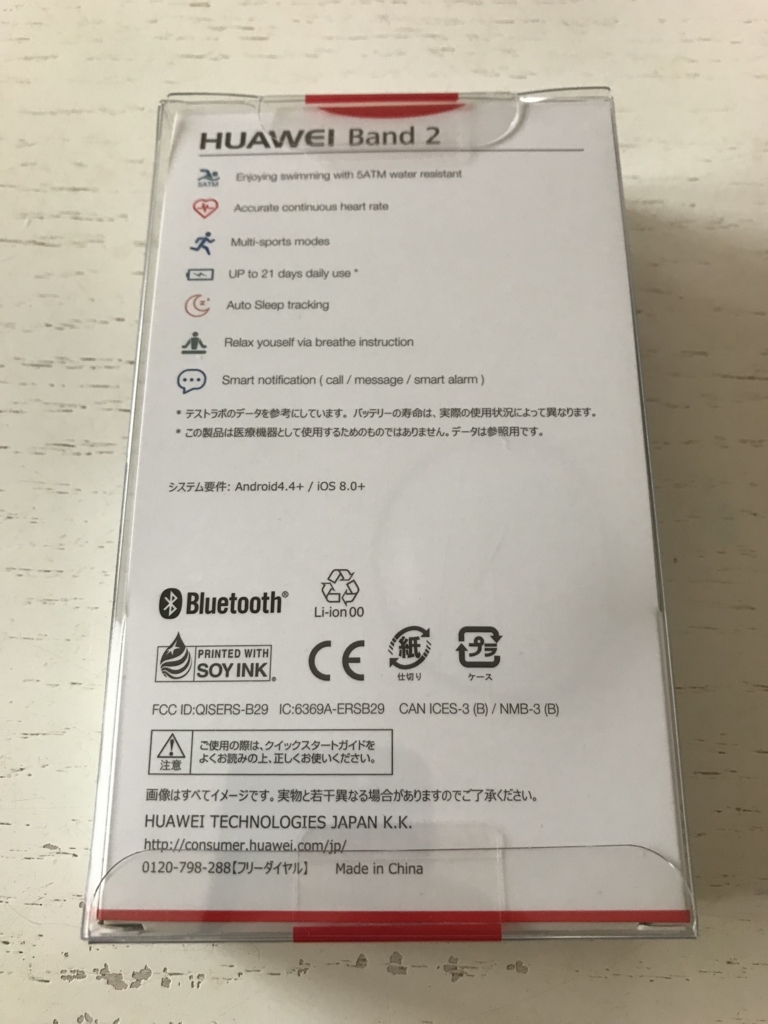 HUAWEI Band 2
5ATM
Enjoying swimming with 5ATM water resistant
Accurate continuous heart rate
Multi-sports modes
UP to 21 days daily use *
Auto Sleep tracking
Relax youself via breathe instruction
Smart notification ( call / message / smart alarm )
* テストラボのデータを参考にしています。バッテリーの寿命は、実際の使用状況によって異なります。
* この製品は医療機器として使用するためのものではありません。データは参照用です。
システム要件: Android4.4+ / iOS 8.0+
Bluetooth®
Li-ion 00
PRINTED WITH
SOY INK®
CE
紙
仕切り
プラ
ケース
FCC ID:QISERS-B29 IC:6369A-ERSB29 CAN ICES-3 (B) / NMB-3 (B)
注意
ご使用の際は、クイックスタートガイドを
よくお読みの上、正しくお使いください。
画像はすべてイメージです。実物と若干異なる場合がありますのでご了承ください。
HUAWEI TECHNOLOGIES JAPAN K.K.
http://consumer.huawei.com/jp/
0120-798-288【フリーダイヤル】 Made in China